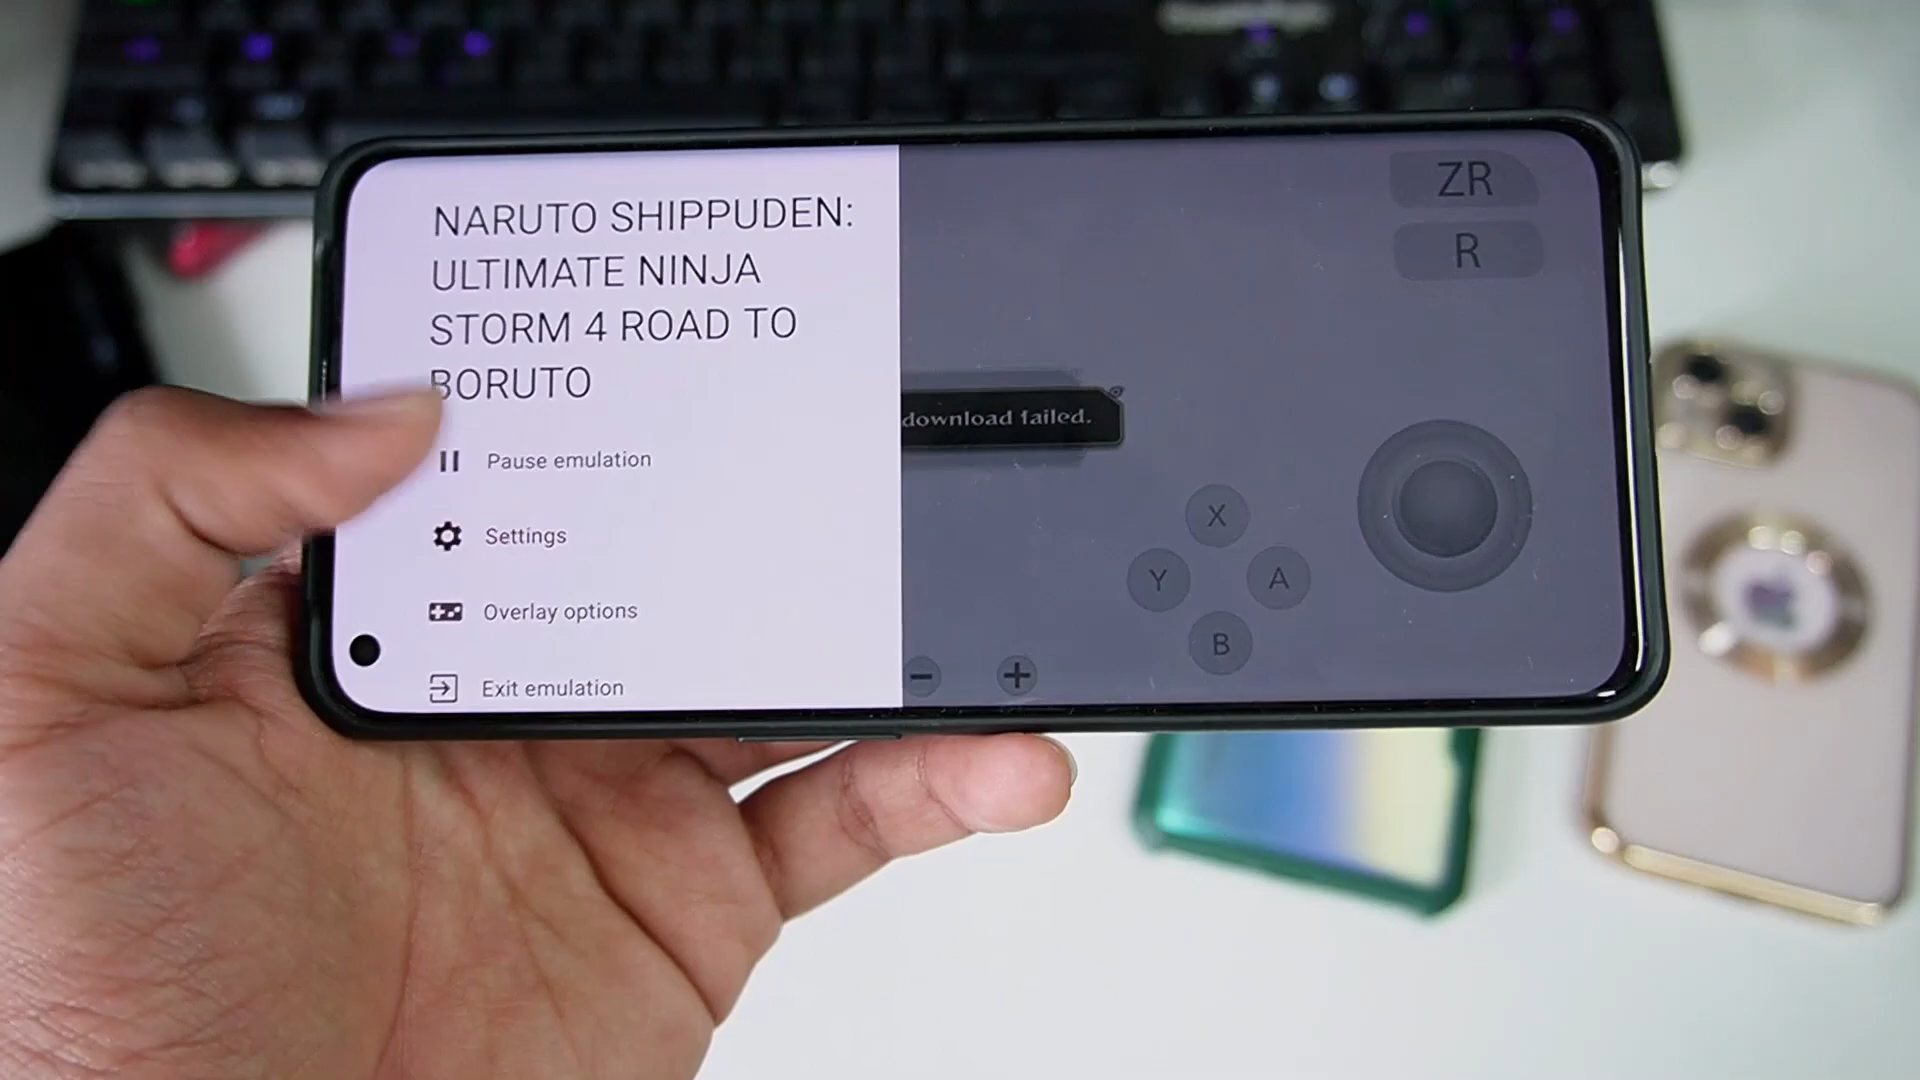 NARUTO SHIPPUDEN:
ULTIMATE NINJA
STORM 4 ROAD TO
BORUTO
Pause emulation
Settings
Overlay options
Exit emulation
download failed.
ZR
R
X
Y
A
B